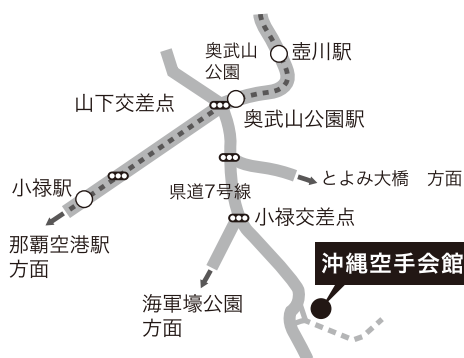 奥武山
公園
壺川駅
山下交差点
奥武山公園駅
小禄駅
とよみ大橋　方面
県道7号線
小禄交差点
那覇空港駅
方面
沖縄空手会館
海軍壕公園
方面